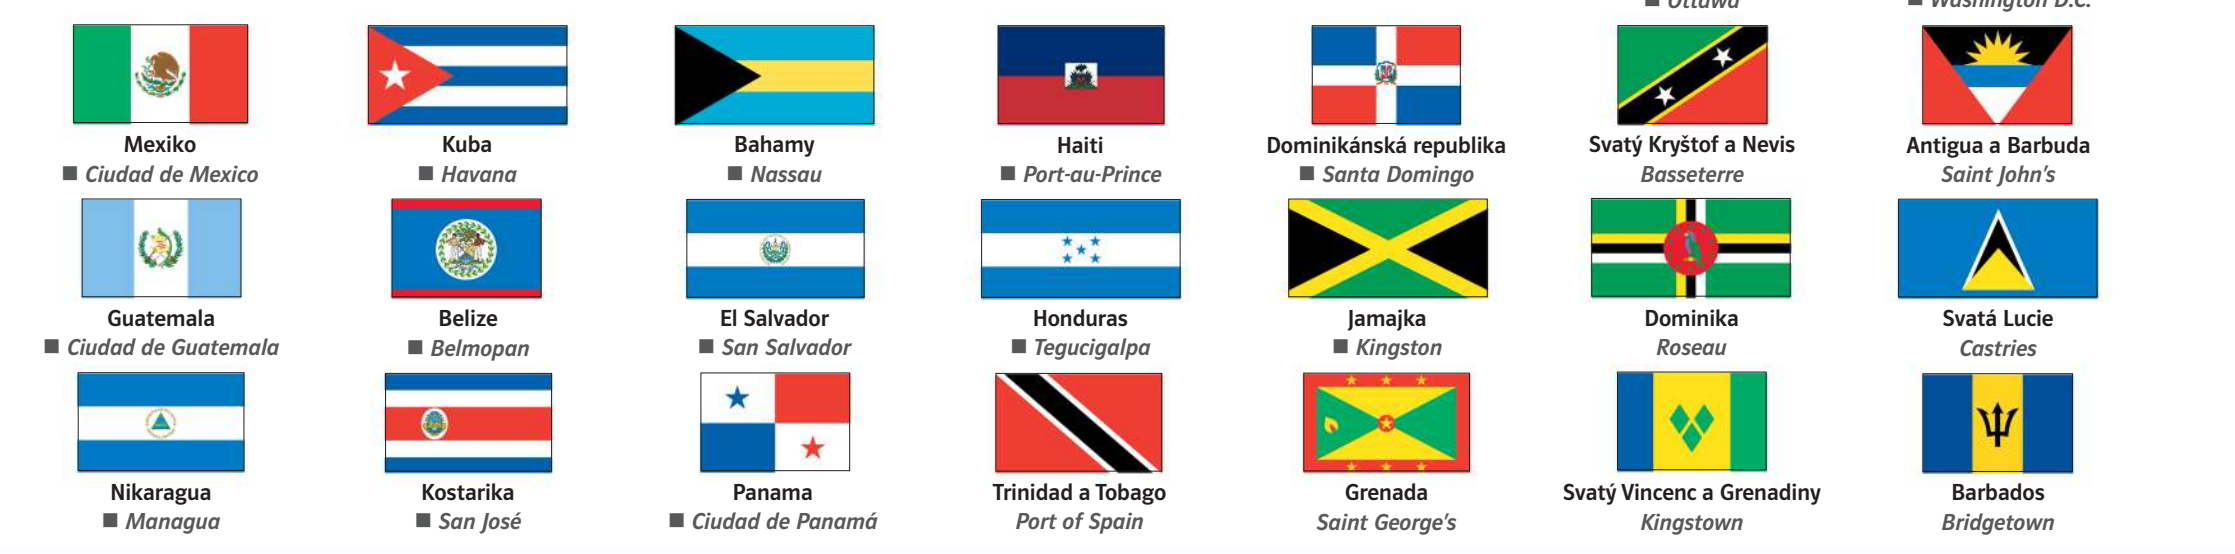 ■ Ottawa
■ Washington D.C.
Mexiko
■ Ciudad de Mexico
Kuba
■ Havana
Bahamy
■ Nassau
Haiti
■ Port-au-Prince
Dominikánská republika
■ Santa Domingo
Svatý Kryštof a Nevis
Basseterre
Antigua a Barbuda
Saint John's
Guatemala
■ Ciudad de Guatemala
Belize
■ Belmopan
El Salvador
■ San Salvador
Honduras
■ Tegucigalpa
Jamajka
■ Kingston
Dominika
Roseau
Svatá Lucie
Castries
Nikaragua
■ Managua
Kostarika
■ San José
Panama
■ Ciudad de Panamá
Trinidad a Tobago
Port of Spain
Grenada
Saint George's
Svatý Vincenc a Grenadiny
Kingstown
Barbados
Bridgetown